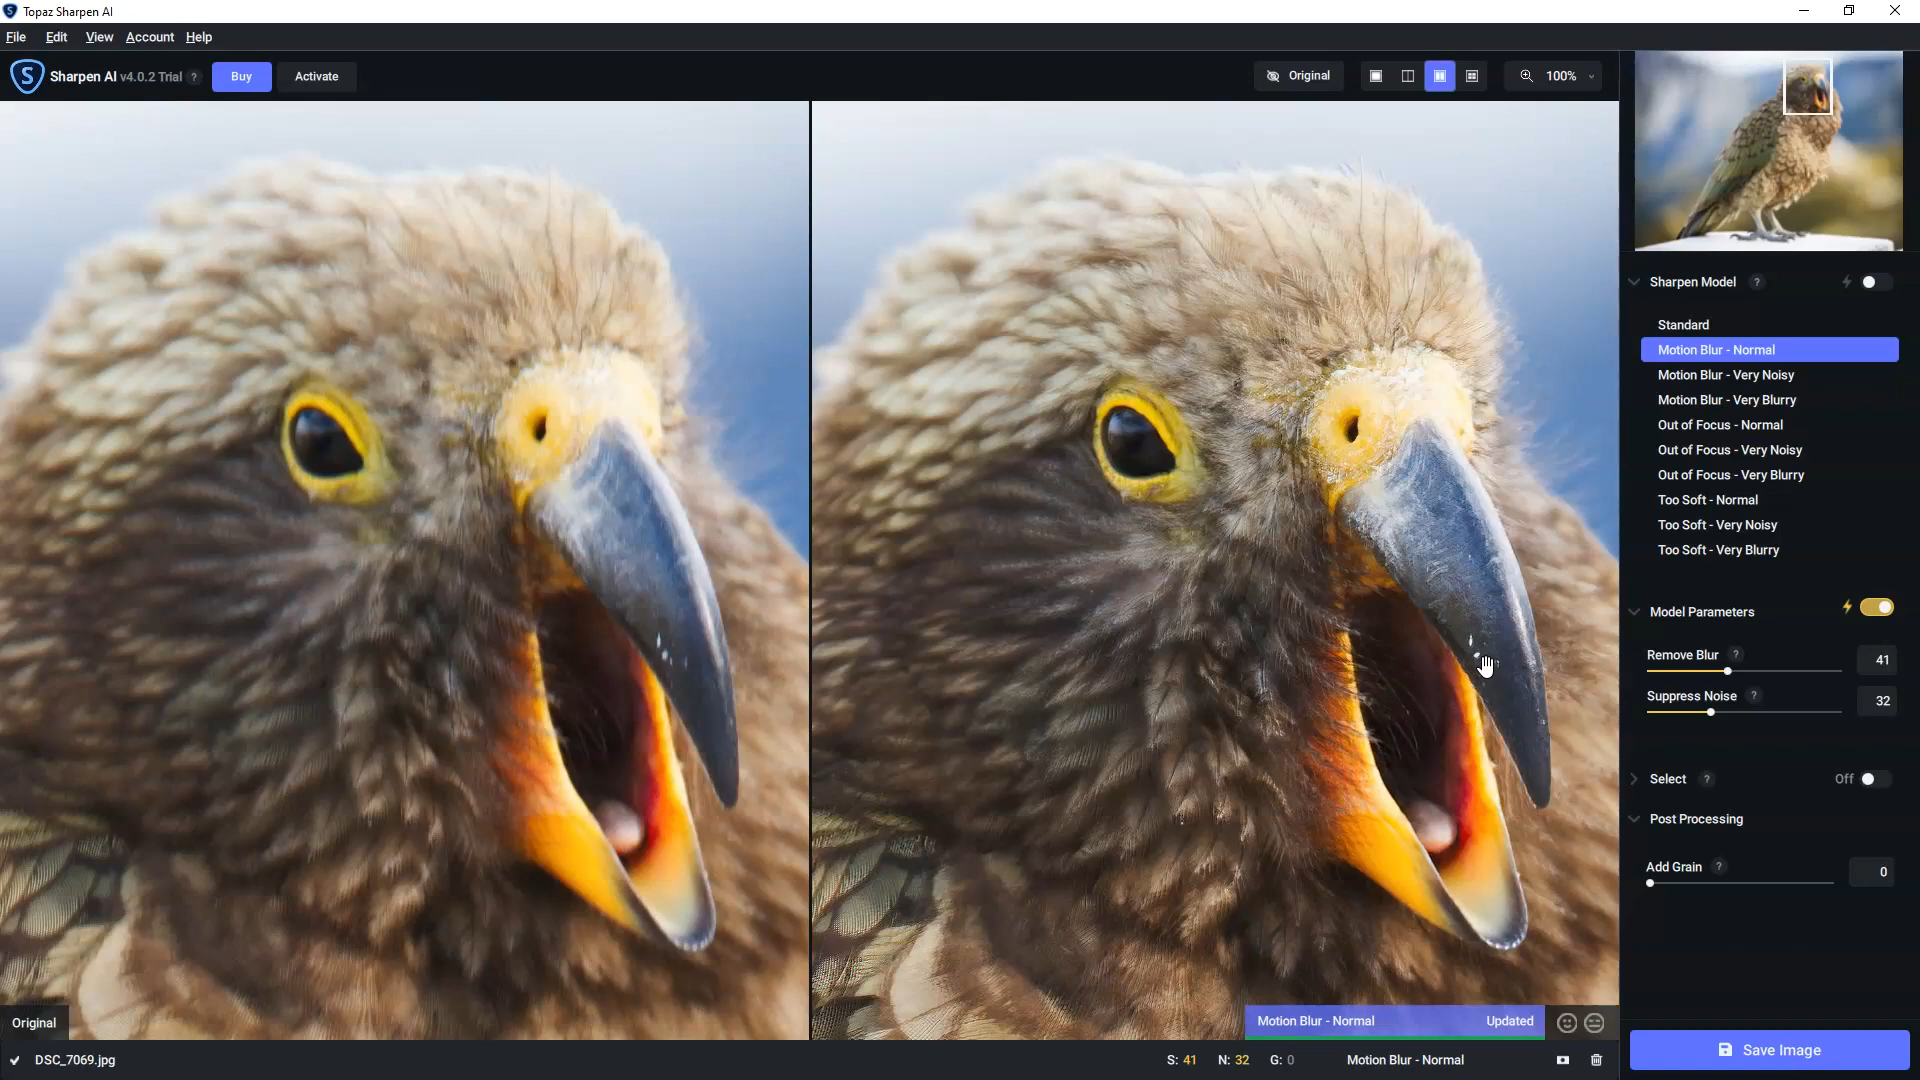 Topaz Sharpen AI
File Edit View Account Help
Sharpen AI v4.0.2 Trial ? Buy Activate Original 100%
Sharpen Model ?
Standard
Motion Blur - Normal
Motion Blur - Very Noisy
Motion Blur - Very Blurry
Out of Focus - Normal
Out of Focus - Very Noisy
Out of Focus - Very Blurry
Too Soft - Normal
Too Soft - Very Noisy
Too Soft - Very Blurry
Model Parameters
Remove Blur ? 41
Suppress Noise ? 32
Select ? Off
Post Processing
Add Grain ? 0
Original
Motion Blur - Normal Updated
DSC_7069.jpg S: 41 N: 32 G: 0 Motion Blur - Normal
Save Image